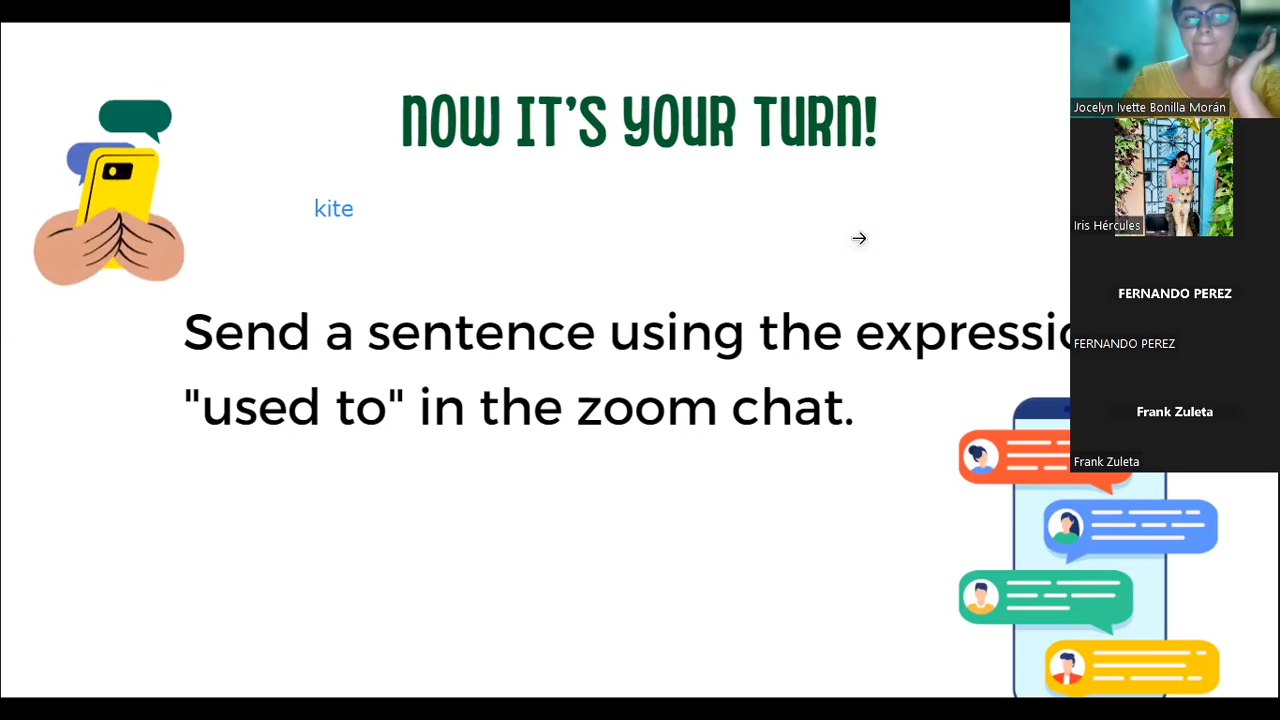 NOW IT'S YOUR TURN!
kite
Send a sentence using the expressio
"used to" in the zoom chat.
Jocelyn Ivette Bonilla Morán
Iris Hércules
FERNANDO PEREZ
FERNANDO PEREZ
Frank Zuleta
Frank Zuleta